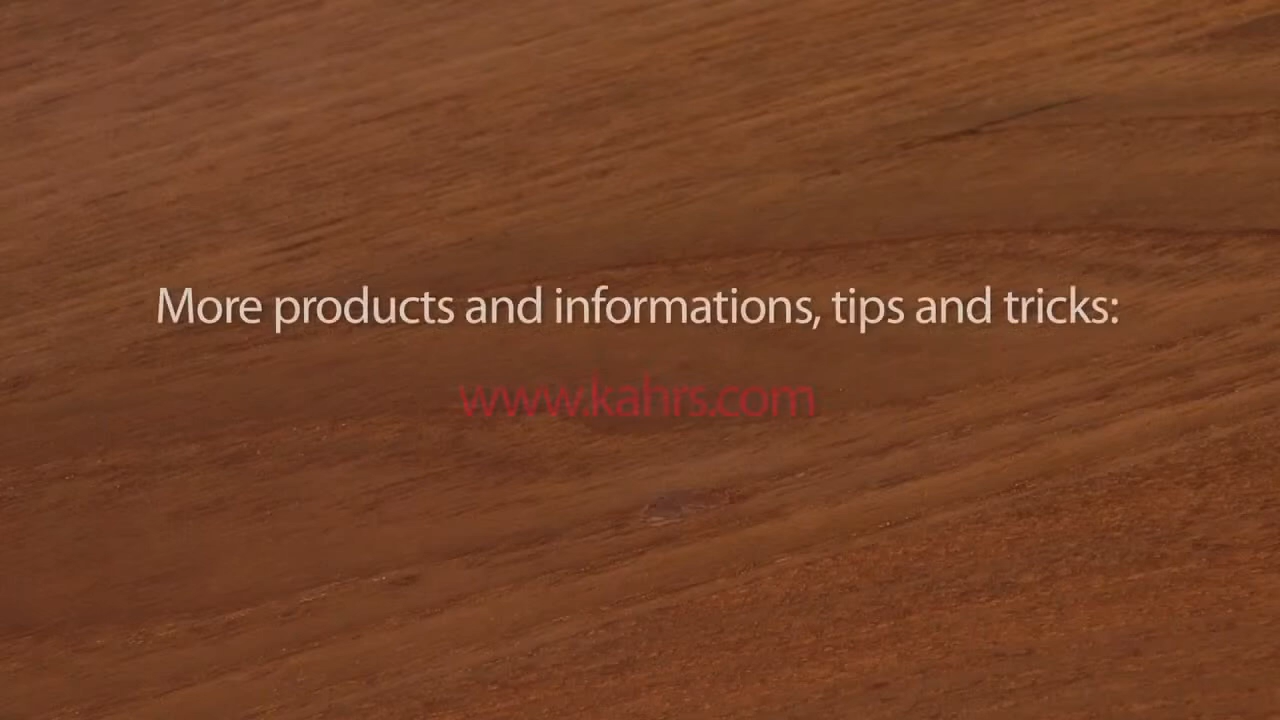 More products and informations, tips and tricks:
www.kahrs.com